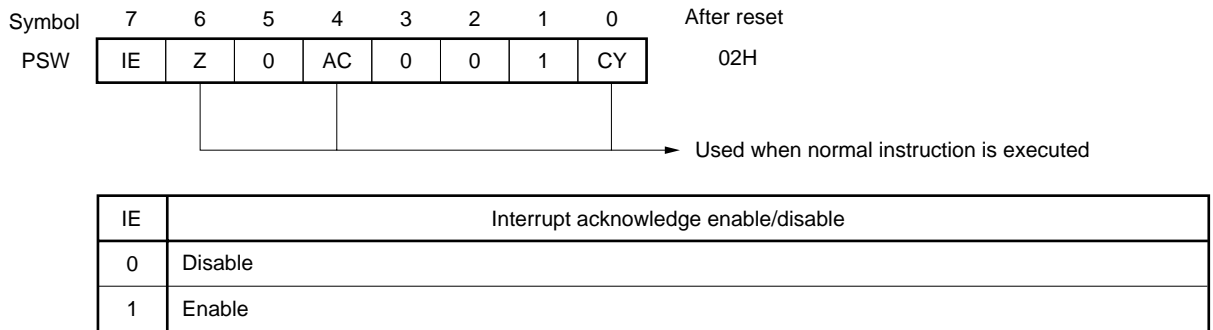 Symbol 7 6 5 4 3 2 1 0 After reset
PSW IE Z 0 AC 0 0 1 CY 02H
Used when normal instruction is executed
IE Interrupt acknowledge enable/disable
0 Disable
1 Enable